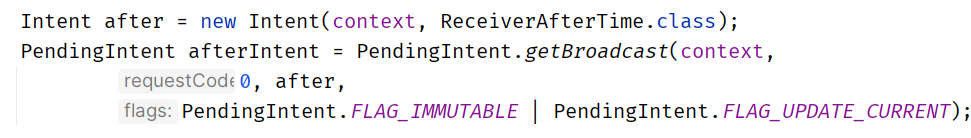 Intent after = new Intent(context, ReceiverAfterTime.class);
PendingIntent afterIntent = PendingIntent.getBroadcast(context,
requestCode 0, after,
flags: PendingIntent.FLAG_IMMUTABLE | PendingIntent.FLAG_UPDATE_CURRENT);